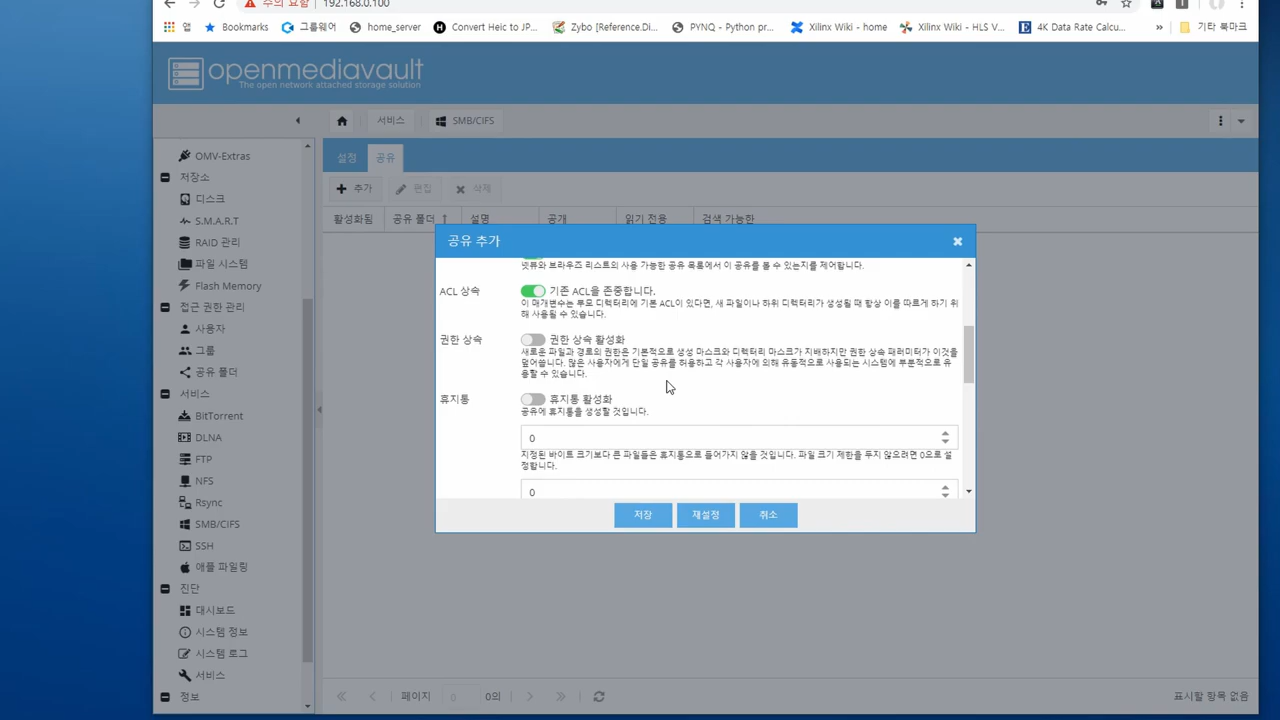 주의 요함
192.168.0.100
앱
Bookmarks
그룹웨어
home_server
Convert Heic to JP...
Zybo [Reference.Di...
PYNQ - Python pr...
Xilinx Wiki - home
Xilinx Wiki - HLS V...
4K Data Rate Calcu...
»
기타 북마크
openmediavault
The open network attached storage solution
서비스
SMB/CIFS
OMV-Extras
저장소
디스크
S.M.A.R.T
RAID 관리
파일 시스템
Flash Memory
접근 권한 관리
사용자
그룹
공유 폴더
서비스
BitTorrent
DLNA
FTP
NFS
Rsync
SMB/CIFS
SSH
애플 파일링
진단
대시보드
시스템 정보
시스템 로그
서비스
정보
설정
공유
추가
편집
삭제
활성화됨
공유 폴더
설명
공개
읽기 전용
검색 가능한
공유 추가
넷뷰와 브라우즈 리스트의 사용 가능한 공유 목록에서 이 공유를 볼 수 있는지를 제어합니다.
ACL 상속
기존 ACL을 존중합니다.
이 매개변수는 부모 디렉터리에 기본 ACL이 있다면, 새 파일이나 하위 디렉터리가 생성될 때 항상 이를 따르게 하기 위
해 사용될 수 있습니다.
권한 상속
권한 상속 활성화
새로운 파일과 경로의 권한은 기본적으로 생성 마스크와 디렉터리 마스크가 지배하지만 권한 상속 패러미터가 이것을
덮어씁니다. 많은 사용자에게 단일 공유를 허용하고 각 사용자에 의해 유동적으로 사용되는 시스템에 부분적으로 유
용할 수 있습니다.
휴지통
휴지통 활성화
공유에 휴지통을 생성할 것입니다.
0
지정된 바이트 크기보다 큰 파일들은 휴지통으로 들어가지 않을 것입니다. 파일 크기 제한을 두지 않으려면 0으로 설
정합니다.
0
저장
재설정
취소
페이지
0
0의
표시할 항목 없음